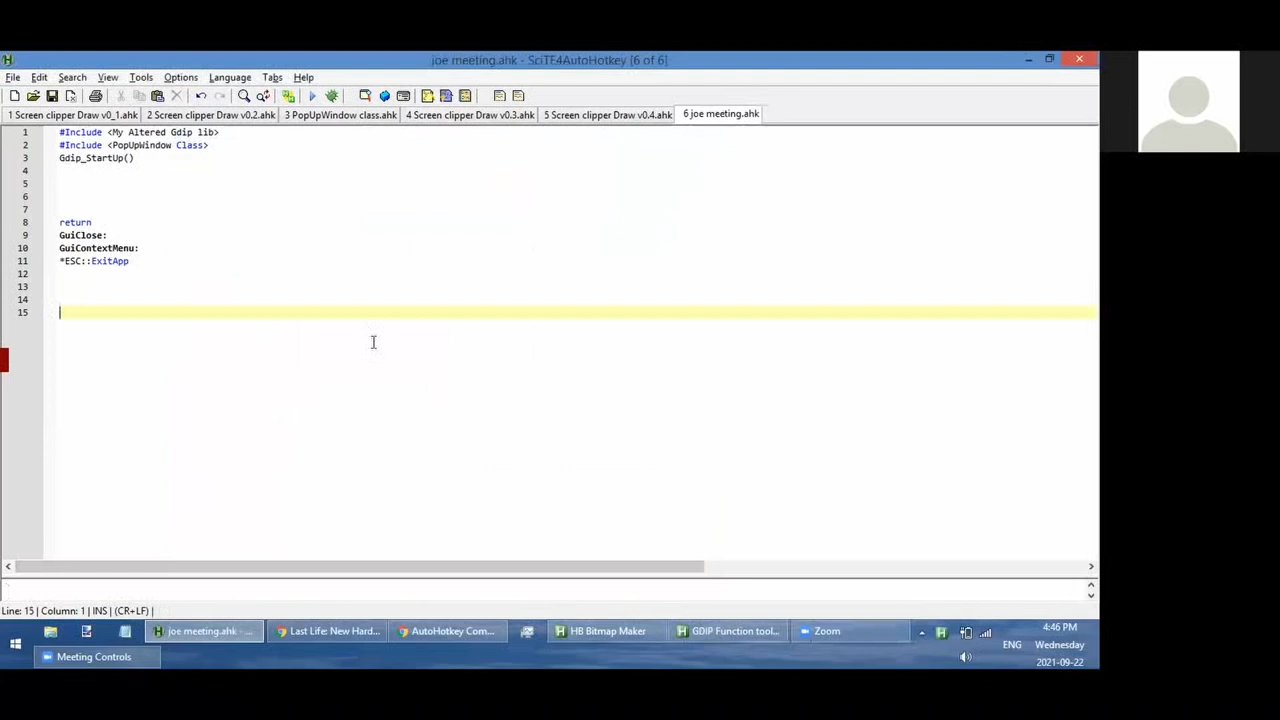 joe meeting.ahk - SciTE4AutoHotkey [6 of 6]
File Edit Search View Tools Options Language Tabs Help
1 Screen clipper Draw v0_1.ahk 2 Screen clipper Draw v0.2.ahk 3 PopUpWindow class.ahk 4 Screen clipper Draw v0.3.ahk 5 Screen clipper Draw v0.4.ahk 6 joe meeting.ahk
1 #Include <My Altered Gdip lib>
2 #Include <PopUpWindow Class>
3 Gdip_StartUp()
4
5
6
7
8 return
9 GuiClose:
10 GuiContextMenu:
11 *ESC::ExitApp
12
13
14
15
Line: 15 | Column: 1 | INS | (CR+LF) |
joe meeting.ahk - ... Last Life: New Hard... AutoHotkey Com... HB Bitmap Maker GDIP Function tool... Zoom
4:46 PM
ENG Wednesday
2021-09-22
Meeting Controls